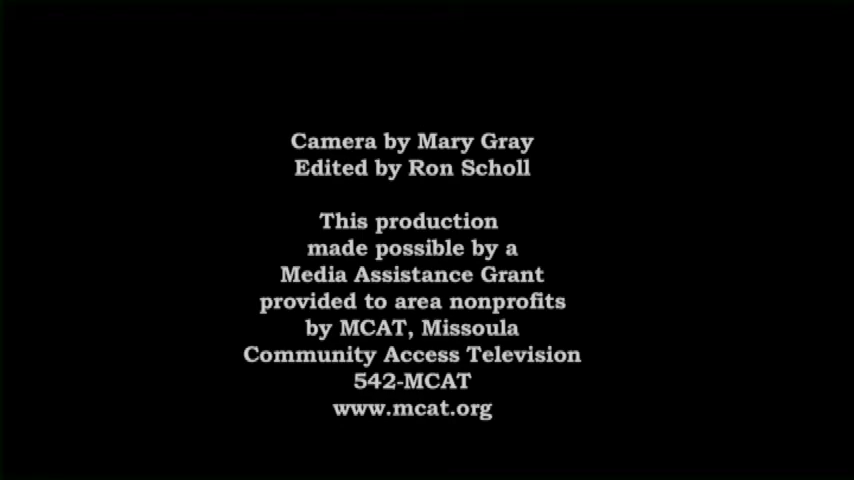 Camera by Mary Gray
Edited by Ron Scholl
This production
made possible by a
Media Assistance Grant
provided to area nonprofits
by MCAT, Missoula
Community Access Television
542-MCAT
www.mcat.org